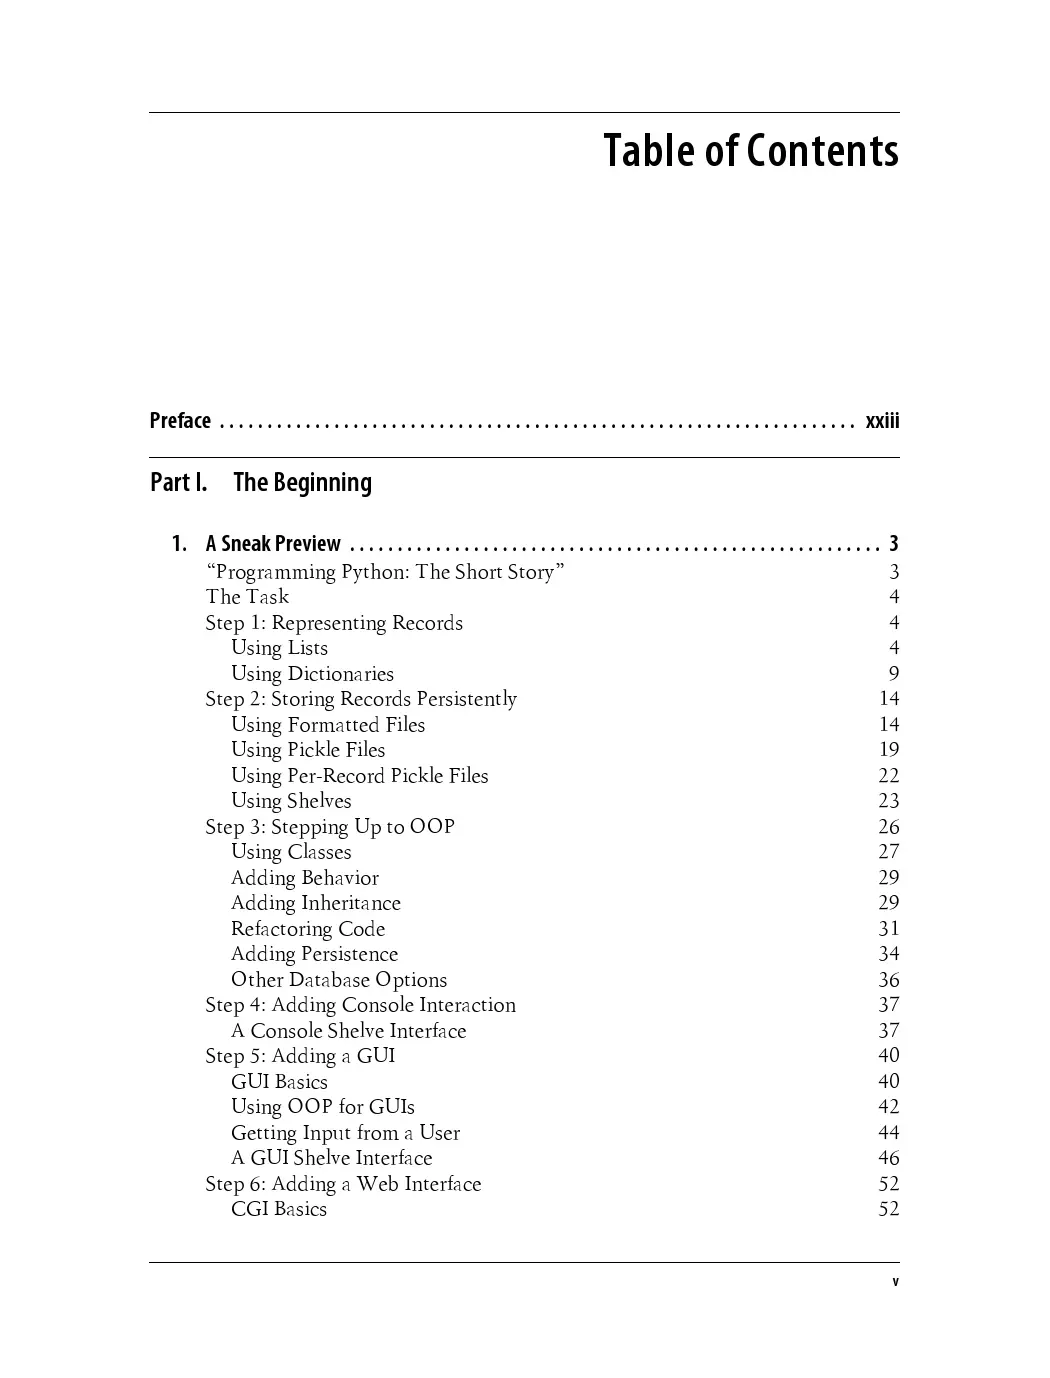 Table of Contents
Preface . . . . . . . . . . . . . . . . . . . . . . . . . . . . . . . . . . . . . . . . . . . . . . . . . . . . . . . . . . . . . . . . . . . xxiii
Part I. The Beginning
1. A Sneak Preview . . . . . . . . . . . . . . . . . . . . . . . . . . . . . . . . . . . . . . . . . . . . . . . . . . . . . . . . 3
“Programming Python: The Short Story” 3
The Task 4
Step 1: Representing Records 4
Using Lists 4
Using Dictionaries 9
Step 2: Storing Records Persistently 14
Using Formatted Files 14
Using Pickle Files 19
Using Per-Record Pickle Files 22
Using Shelves 23
Step 3: Stepping Up to OOP 26
Using Classes 27
Adding Behavior 29
Adding Inheritance 29
Refactoring Code 31
Adding Persistence 34
Other Database Options 36
Step 4: Adding Console Interaction 37
A Console Shelve Interface 37
Step 5: Adding a GUI 40
GUI Basics 40
Using OOP for GUIs 42
Getting Input from a User 44
A GUI Shelve Interface 46
Step 6: Adding a Web Interface 52
CGI Basics 52
v